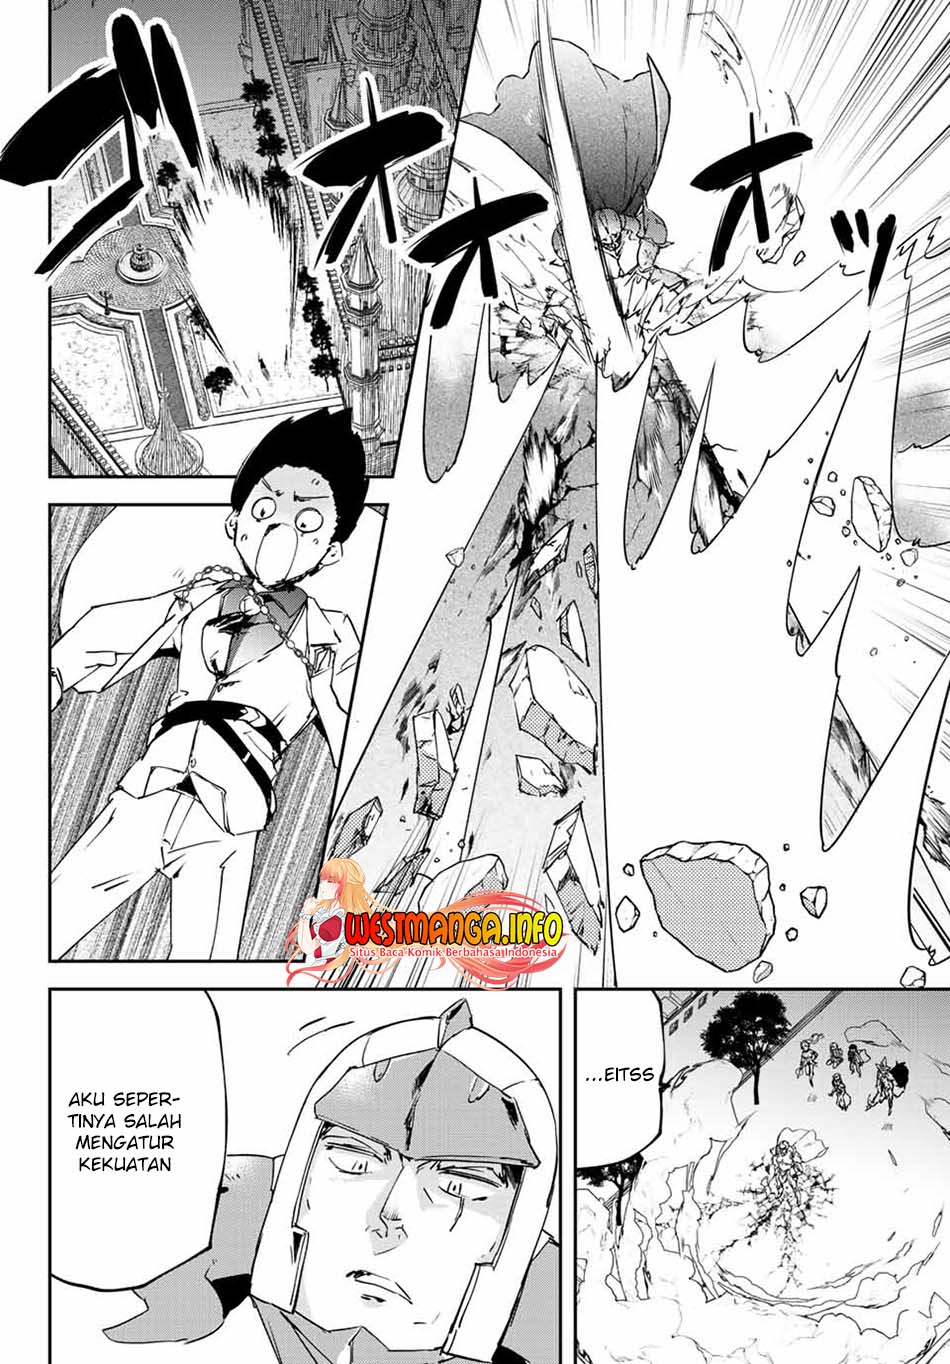 ゴオオオッ
WESTMANGA.INFO
Situs Baca Komik Berbahasa Indonesia
...EITSS
AKU SEPER-
TINYA SALAH
MENGATUR
KEKUATAN